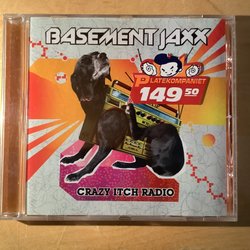 BASEMENT JAXX
PLATEKOMPANIET
149 50
CRAZY ITCH RADIO